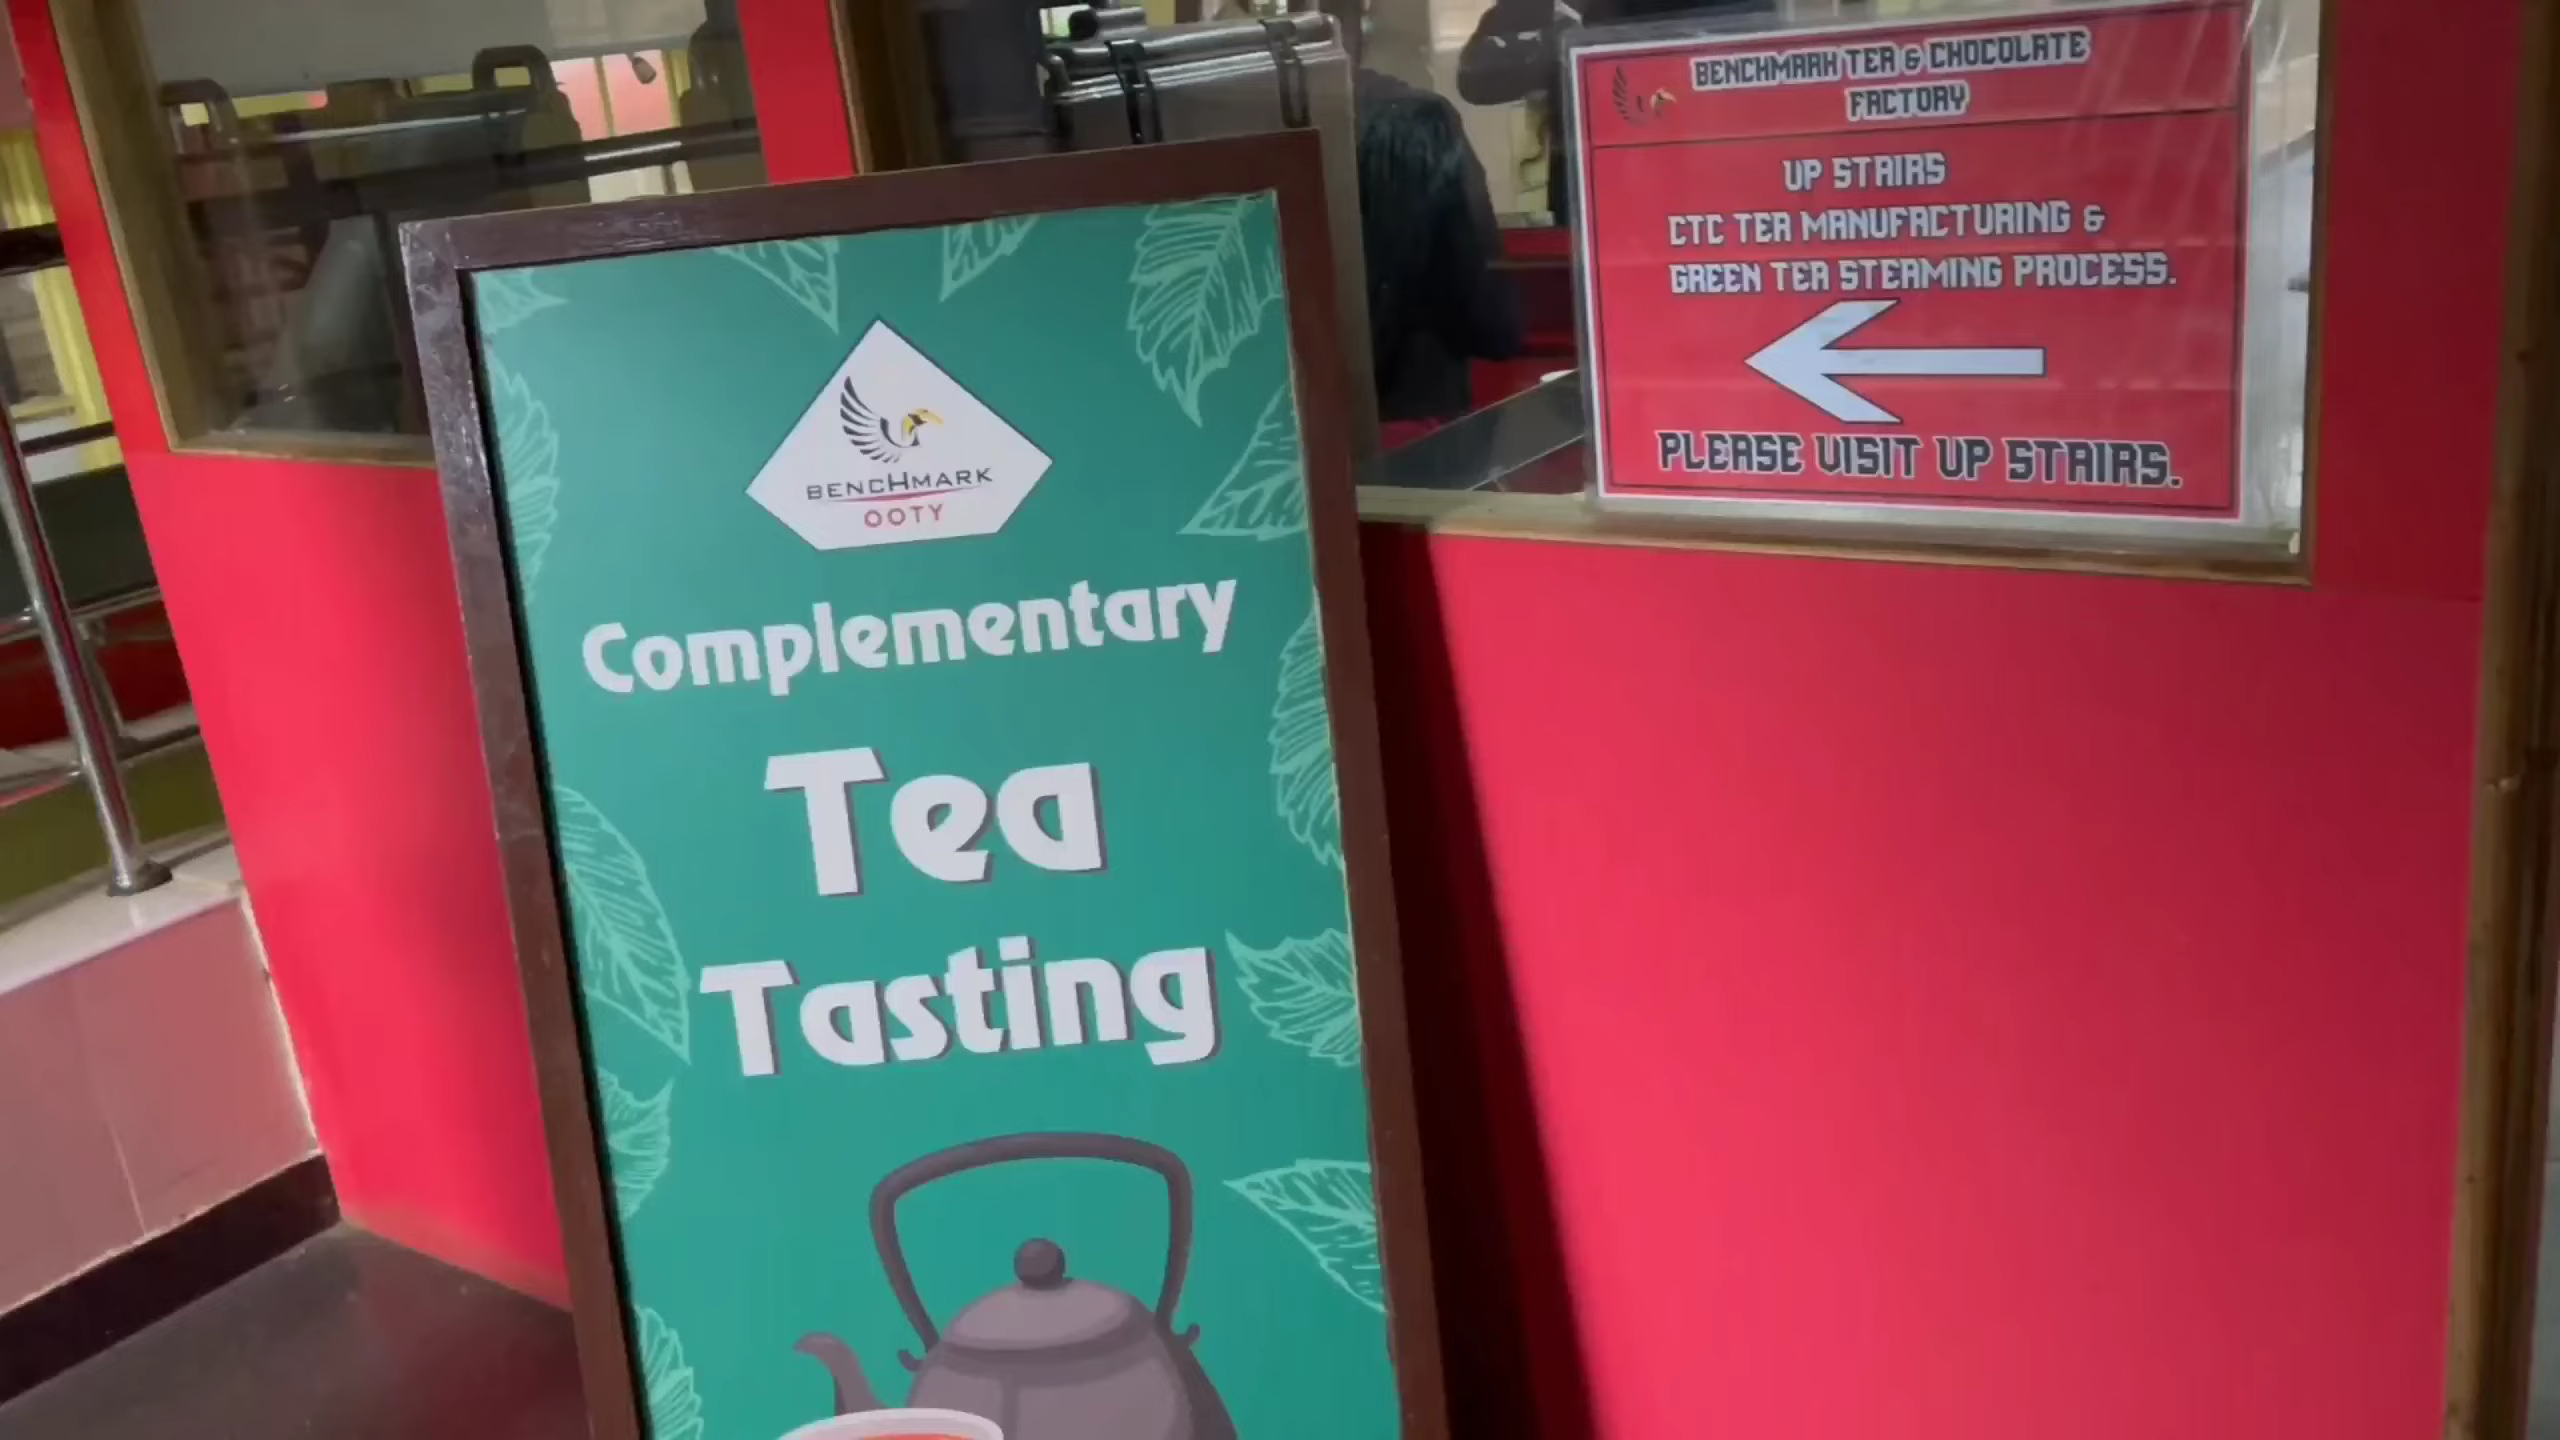 BENCHMARK TEA & CHOCOLATE
FACTORY
UP STAIRS
CTC TEA MANUFACTURING &
GREEN TEA STEAMING PROCESS.
PLEASE VISIT UP STAIRS.
BENCHMARK
OOTY
Complementary
Tea
Tasting